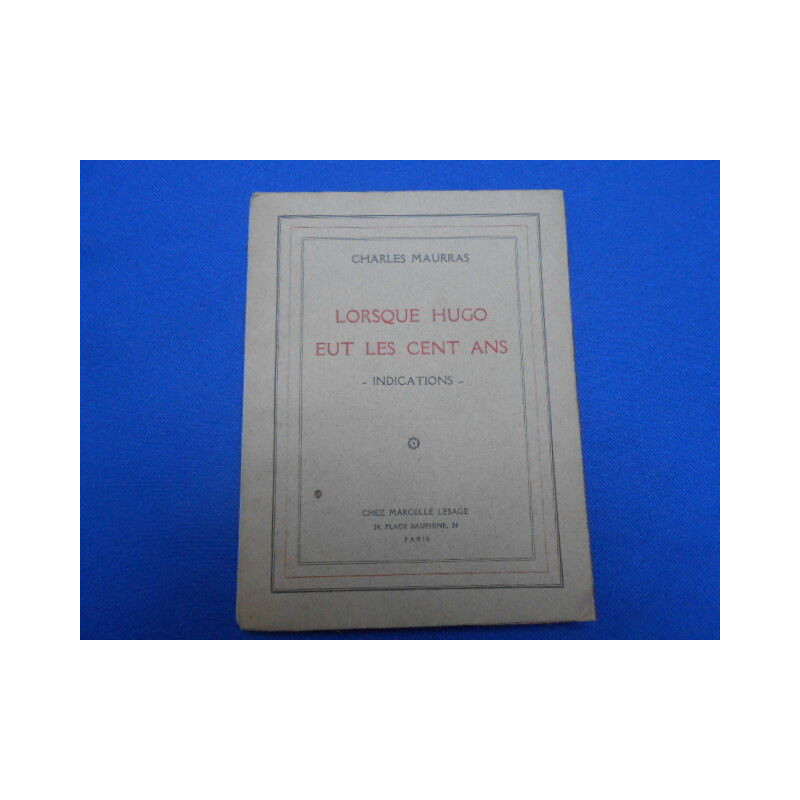 CHARLES MAURRAS
LORSQUE HUGO
EUT LES CENT ANS
- INDICATIONS -
CHEZ MARCELLE LESAGE
24, PLACE DAUPHINE, 24
PARIS